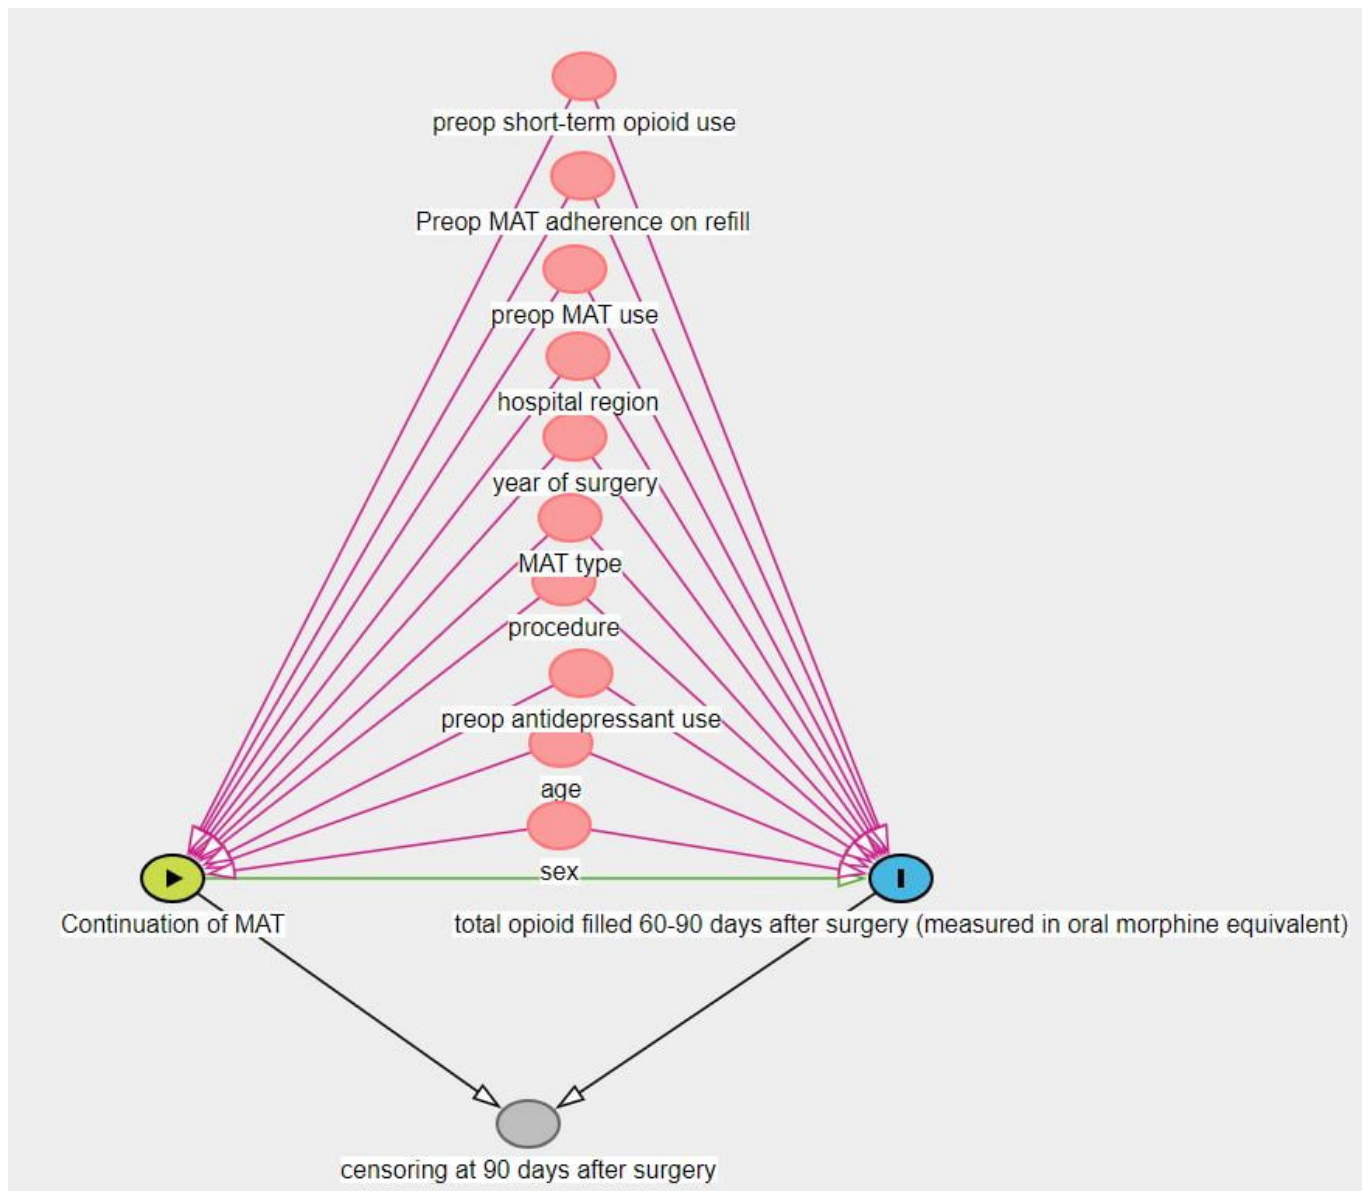 preop short-term opioid use
Preop MAT adherence on refill
preop MAT use
hospital region
year of surgery
MAT type
procedure
preop antidepressant use
age
sex
Continuation of MAT
total opioid filled 60-90 days after surgery (measured in oral morphine equivalent)
censoring at 90 days after surgery